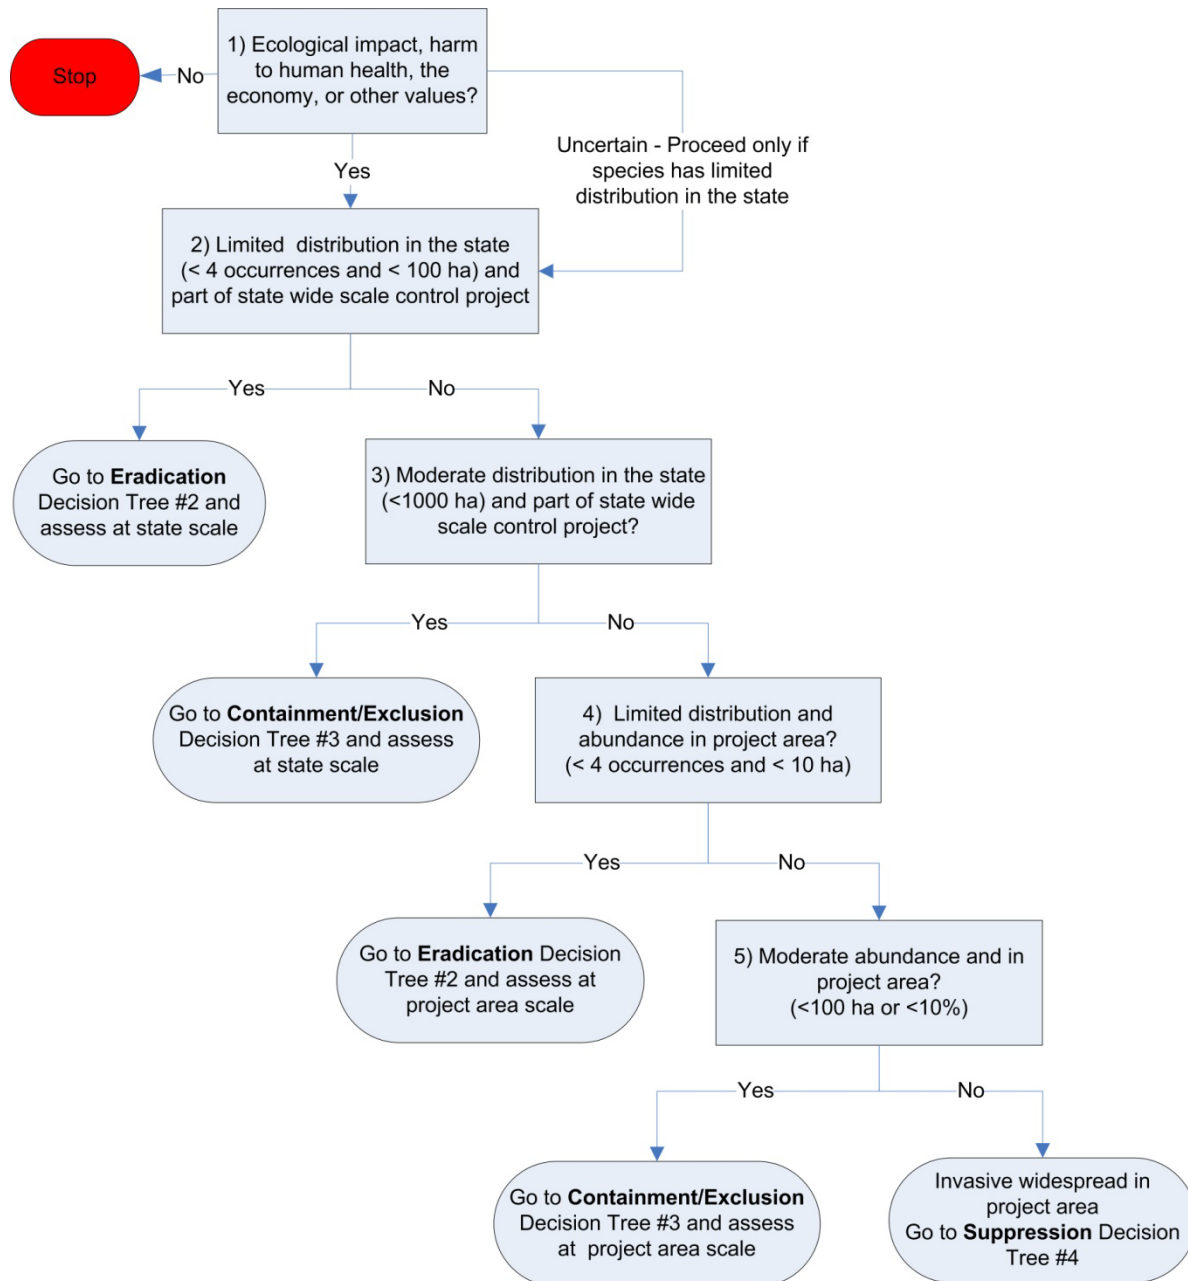 1) Ecological impact, harm
to human health, the
economy, or other values?
Stop
No
Uncertain - Proceed only if
species has limited
distribution in the state
Yes
2) Limited distribution in the state
(< 4 occurrences and < 100 ha) and
part of state wide scale control project
Yes
No
Go to Eradication
Decision Tree #2 and
assess at state scale
3) Moderate distribution in the state
(<1000 ha) and part of state wide
scale control project?
Yes
No
Go to Containment/Exclusion
Decision Tree #3 and assess
at state scale
4) Limited distribution and
abundance in project area?
(< 4 occurrences and < 10 ha)
Yes
No
Go to Eradication Decision
Tree #2 and assess at
project area scale
5) Moderate abundance and in
project area?
(<100 ha or <10%)
Yes
No
Go to Containment/Exclusion
Decision Tree #3 and assess
at project area scale
Invasive widespread in
project area
Go to Suppression Decision
Tree #4